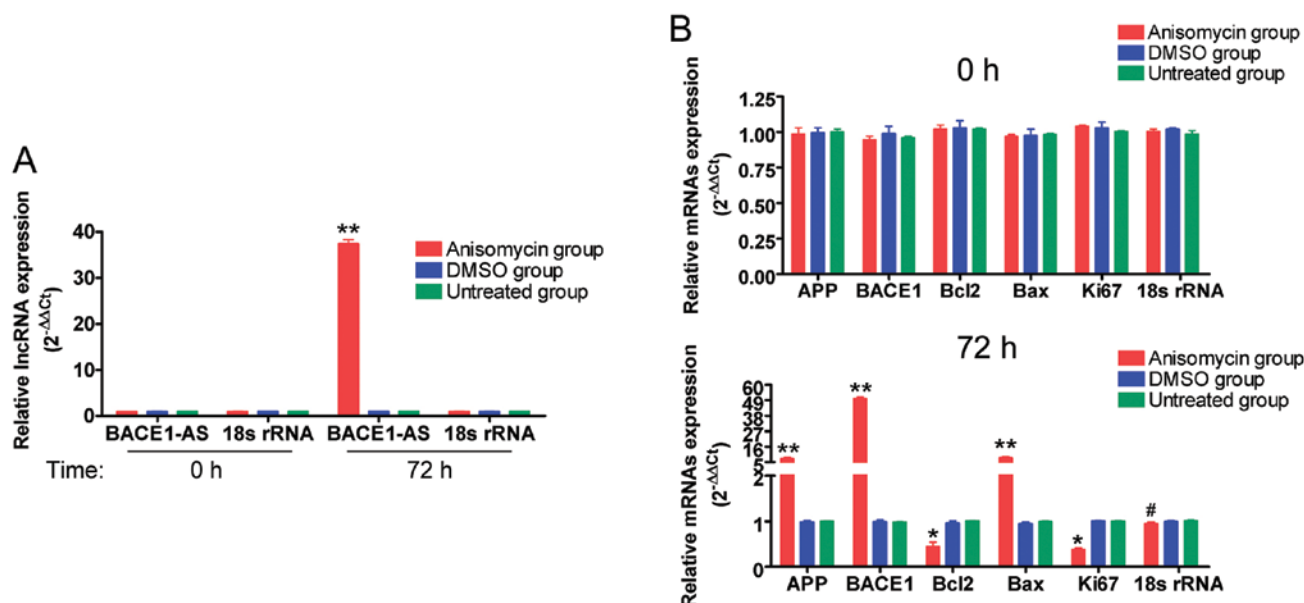 A
Relative lncRNA expression
(2-ΔΔCt)
40
30
20
10
0
**
Anisomycin group
DMSO group
Untreated group
BACE1-AS 18s rRNA BACE1-AS 18s rRNA
Time: 0 h 72 h
B
Anisomycin group
DMSO group
Untreated group
0 h
Relative mRNAs expression
(2-ΔΔCt)
1.25
1.00
0.75
0.50
0.25
0.00
APP BACE1 Bcl2 Bax Ki67 18s rRNA
72 h
Anisomycin group
DMSO group
Untreated group
Relative mRNAs expression
(2-ΔΔCt)
60
49
38
27
16
5
2
1
0
** ** * ** * #
APP BACE1 Bcl2 Bax Ki67 18s rRNA